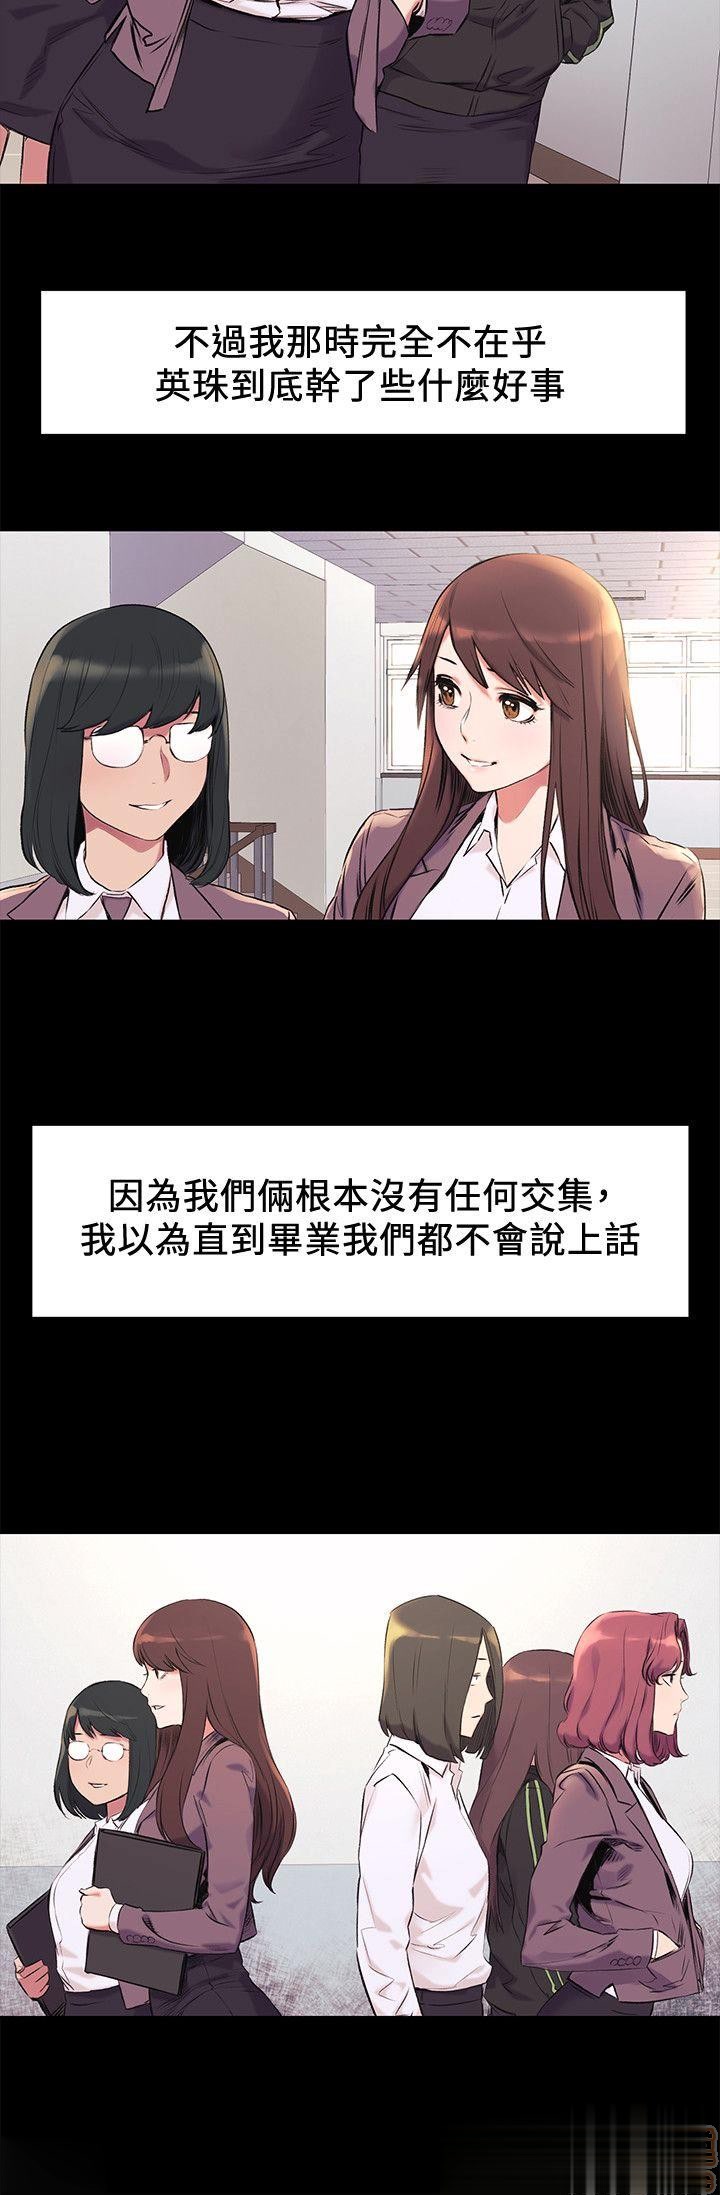 不過我那時完全不在乎
英珠到底幹了些什麼好事
因為我們倆根本沒有任何交集，
我以為直到畢業我們都不會說上話